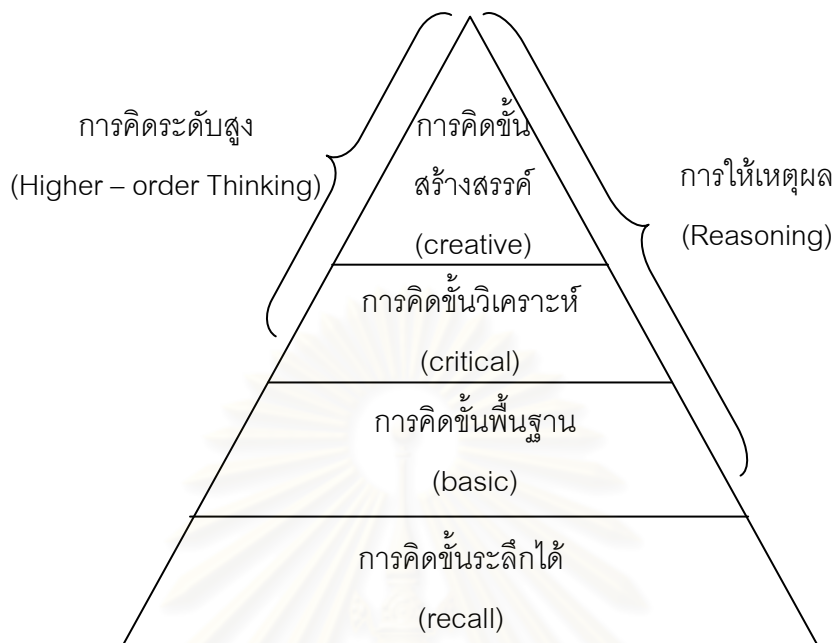 การคิดระดับสูง
(Higher – order Thinking)
การคิดขั้น
สร้างสรรค์
(creative)
การให้เหตุผล
(Reasoning)
การคิดขั้นวิเคราะห์
(critical)
การคิดขั้นพื้นฐาน
(basic)
การคิดขั้นระลึกได้
(recall)